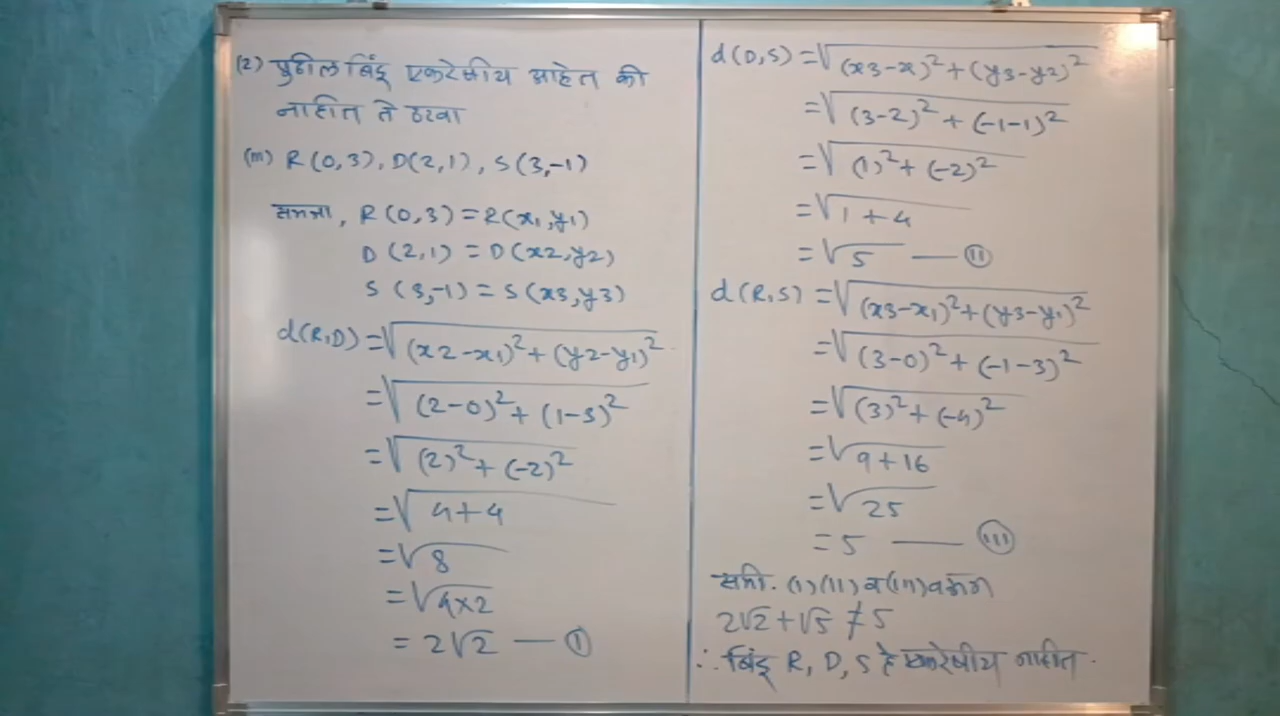 (2) पुढील बिंदू एकरेषीय आहेत की
नाहीत ते ठरवा
(m) R(0,3), D(2,1), S(3,-1)
समजा, R(0,3) = R(x1,y1)
D(2,1) = D(x2,y2)
S(3,-1) = S(x3,y3)
d(R,D) = √(x2-x1)²+(y2-y1)²
= √(2-0)²+(1-3)²
= √(2)²+(-2)²
= √4+4
= √8
= √4×2
= 2√2 — (I)
d(D,S) = √(x3-x)²+(y3-y2)²
= √(3-2)²+(-1-1)²
= √(1)²+(-2)²
= √1+4
= √5 — (II)
d(R,S) = √(x3-x1)²+(y3-y1)²
= √(3-0)²+(-1-3)²
= √(3)²+(-4)²
= √9+16
= √25
= 5 — (III)
समी. (I)(II) व (III) वरून
2√2+√5 ≠ 5
∴ बिंदू R, D, S हे एकरेषीय नाहीत.